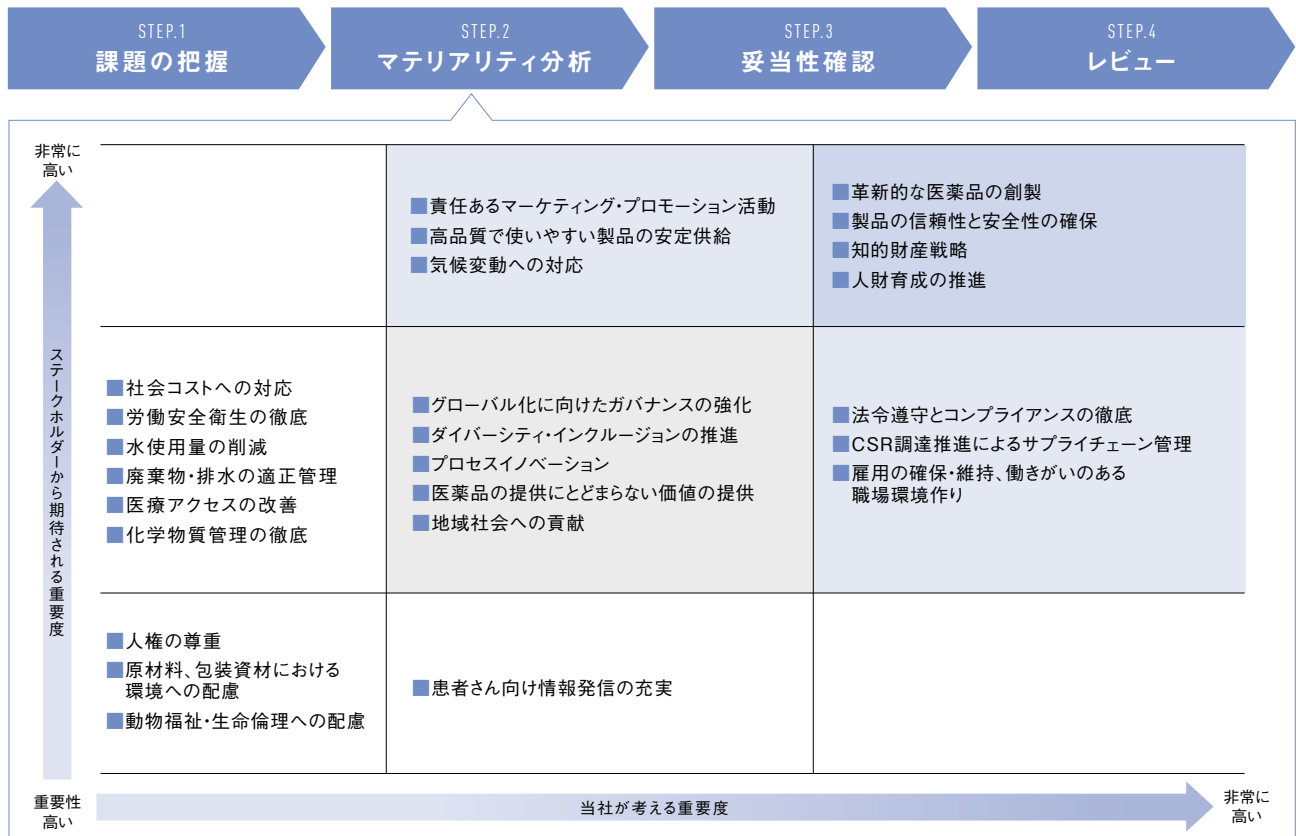 STEP.1
課題の把握
STEP.2
マテリアリティ分析
STEP.3
妥当性確認
STEP.4
レビュー
非常に
高い
ステークホルダーから期待される重要度
■責任あるマーケティング・プロモーション活動
■高品質で使いやすい製品の安定供給
■気候変動への対応
■革新的な医薬品の創製
■製品の信頼性と安全性の確保
■知的財産戦略
■人財育成の推進
■社会コストへの対応
■労働安全衛生の徹底
■水使用量の削減
■廃棄物・排水の適正管理
■医療アクセスの改善
■化学物質管理の徹底
■グローバル化に向けたガバナンスの強化
■ダイバーシティ・インクルージョンの推進
■プロセスイノベーション
■医薬品の提供にとどまらない価値の提供
■地域社会への貢献
■法令遵守とコンプライアンスの徹底
■CSR調達推進によるサプライチェーン管理
■雇用の確保・維持、働きがいのある
職場環境作り
■人権の尊重
■原材料、包装資材における
環境への配慮
■動物福祉・生命倫理への配慮
■患者さん向け情報発信の充実
重要性
高い
当社が考える重要度
非常に
高い